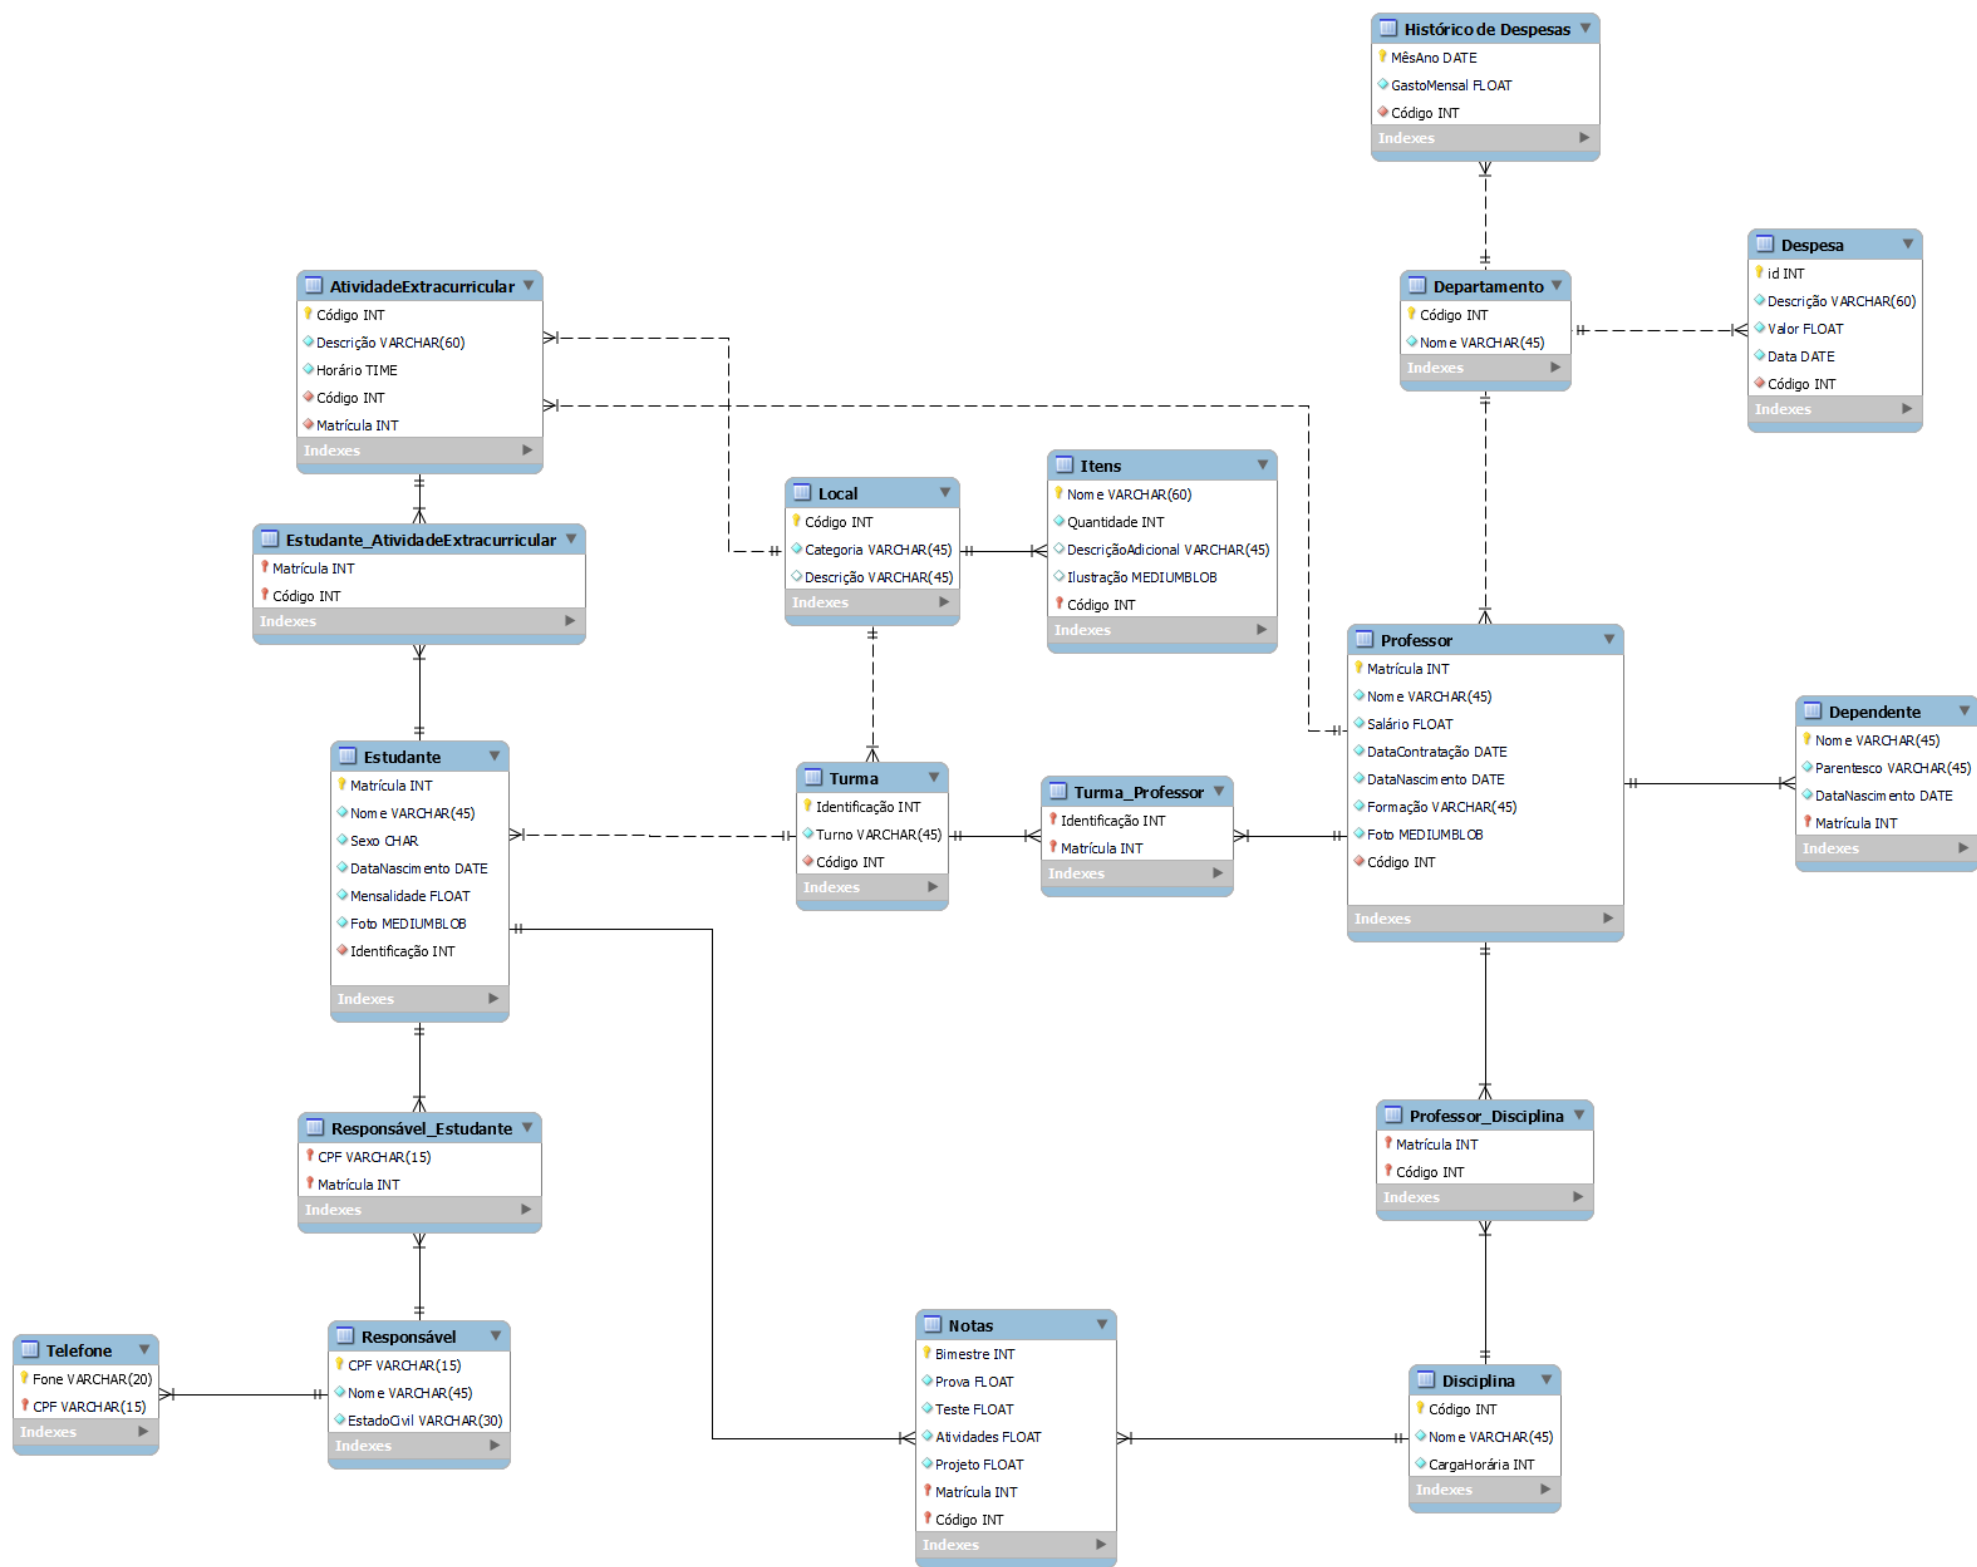 Histórico de Despesas
MêsAno DATE
GastoMensal FLOAT
Código INT
Indexes
Despesa
id INT
Descrição VARCHAR(60)
Valor FLOAT
Data DATE
Código INT
Indexes
Departamento
Código INT
Nome VARCHAR(45)
Indexes
AtividadeExtracurricular
Código INT
Descrição VARCHAR(60)
Horário TIME
Código INT
Matrícula INT
Indexes
Itens
Nome VARCHAR(60)
Quantidade INT
DescriçãoAdicional VARCHAR(45)
Ilustração MEDIUMBLOB
Código INT
Indexes
Local
Código INT
Categoria VARCHAR(45)
Descrição VARCHAR(45)
Indexes
Estudante_AtividadeExtracurricular
Matrícula INT
Código INT
Indexes
Professor
Matrícula INT
Nome VARCHAR(45)
Salário FLOAT
DataContratação DATE
DataNascimento DATE
Formação VARCHAR(45)
Foto MEDIUMBLOB
Código INT
Indexes
Dependente
Nome VARCHAR(45)
Parentesco VARCHAR(45)
DataNascimento DATE
Matrícula INT
Indexes
Estudante
Matrícula INT
Nome VARCHAR(45)
Sexo CHAR
DataNascimento DATE
Mensalidade FLOAT
Foto MEDIUMBLOB
Identificação INT
Indexes
Turma
Identificação INT
Turno VARCHAR(45)
Código INT
Indexes
Turma_Professor
Identificação INT
Matrícula INT
Indexes
Responsável_Estudante
CPF VARCHAR(15)
Matrícula INT
Indexes
Professor_Disciplina
Matrícula INT
Código INT
Indexes
Telefone
Fone VARCHAR(20)
CPF VARCHAR(15)
Indexes
Responsável
CPF VARCHAR(15)
Nome VARCHAR(45)
EstadoCivil VARCHAR(30)
Indexes
Notas
Bimestre INT
Prova FLOAT
Teste FLOAT
Atividades FLOAT
Projeto FLOAT
Matrícula INT
Código INT
Indexes
Disciplina
Código INT
Nome VARCHAR(45)
CargaHorária INT
Indexes